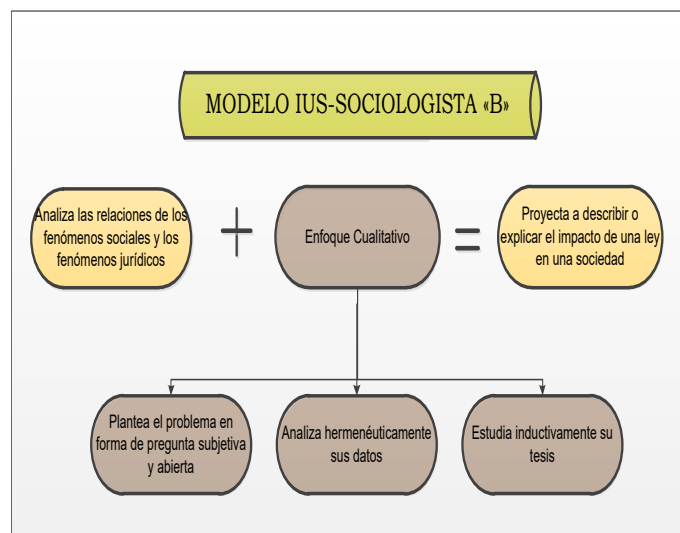 MODELO IUS-SOCIOLOGISTA «B»
Analiza las relaciones de los
fenómenos sociales y los
fenómenos jurídicos
+
Enfoque Cualitativo
=
Proyecta a describir o
explicar el impacto de una ley
en una sociedad
Plantea el problema en
forma de pregunta subjetiva
y abierta
Analiza hermenéuticamente
sus datos
Estudia inductivamente su
tesis